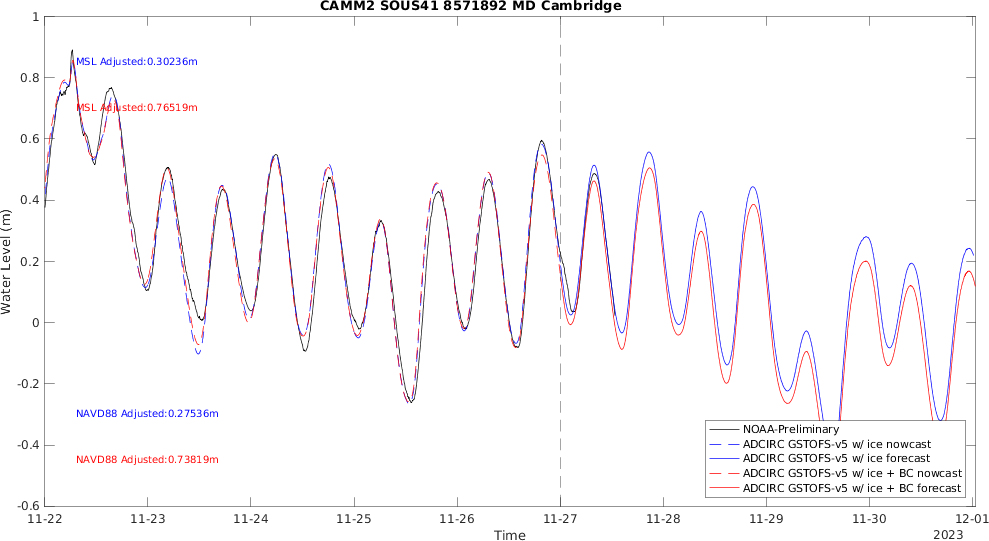 CAMM2 SOUS41 8571892 MD Cambridge
1
0.8
0.6
0.4
0.2
0
-0.2
-0.4
-0.6
Water Level (m)
MSL Adjusted:0.30236m
MSL Adjusted:0.76519m
NAVD88 Adjusted:0.27536m
NAVD88 Adjusted:0.73819m
NOAA-Preliminary
ADCIRC GSTOFS-v5 w/ ice nowcast
ADCIRC GSTOFS-v5 w/ ice forecast
ADCIRC GSTOFS-v5 w/ ice + BC nowcast
ADCIRC GSTOFS-v5 w/ ice + BC forecast
11-22 11-23 11-24 11-25 11-26 11-27 11-28 11-29 11-30 12-01
Time
2023